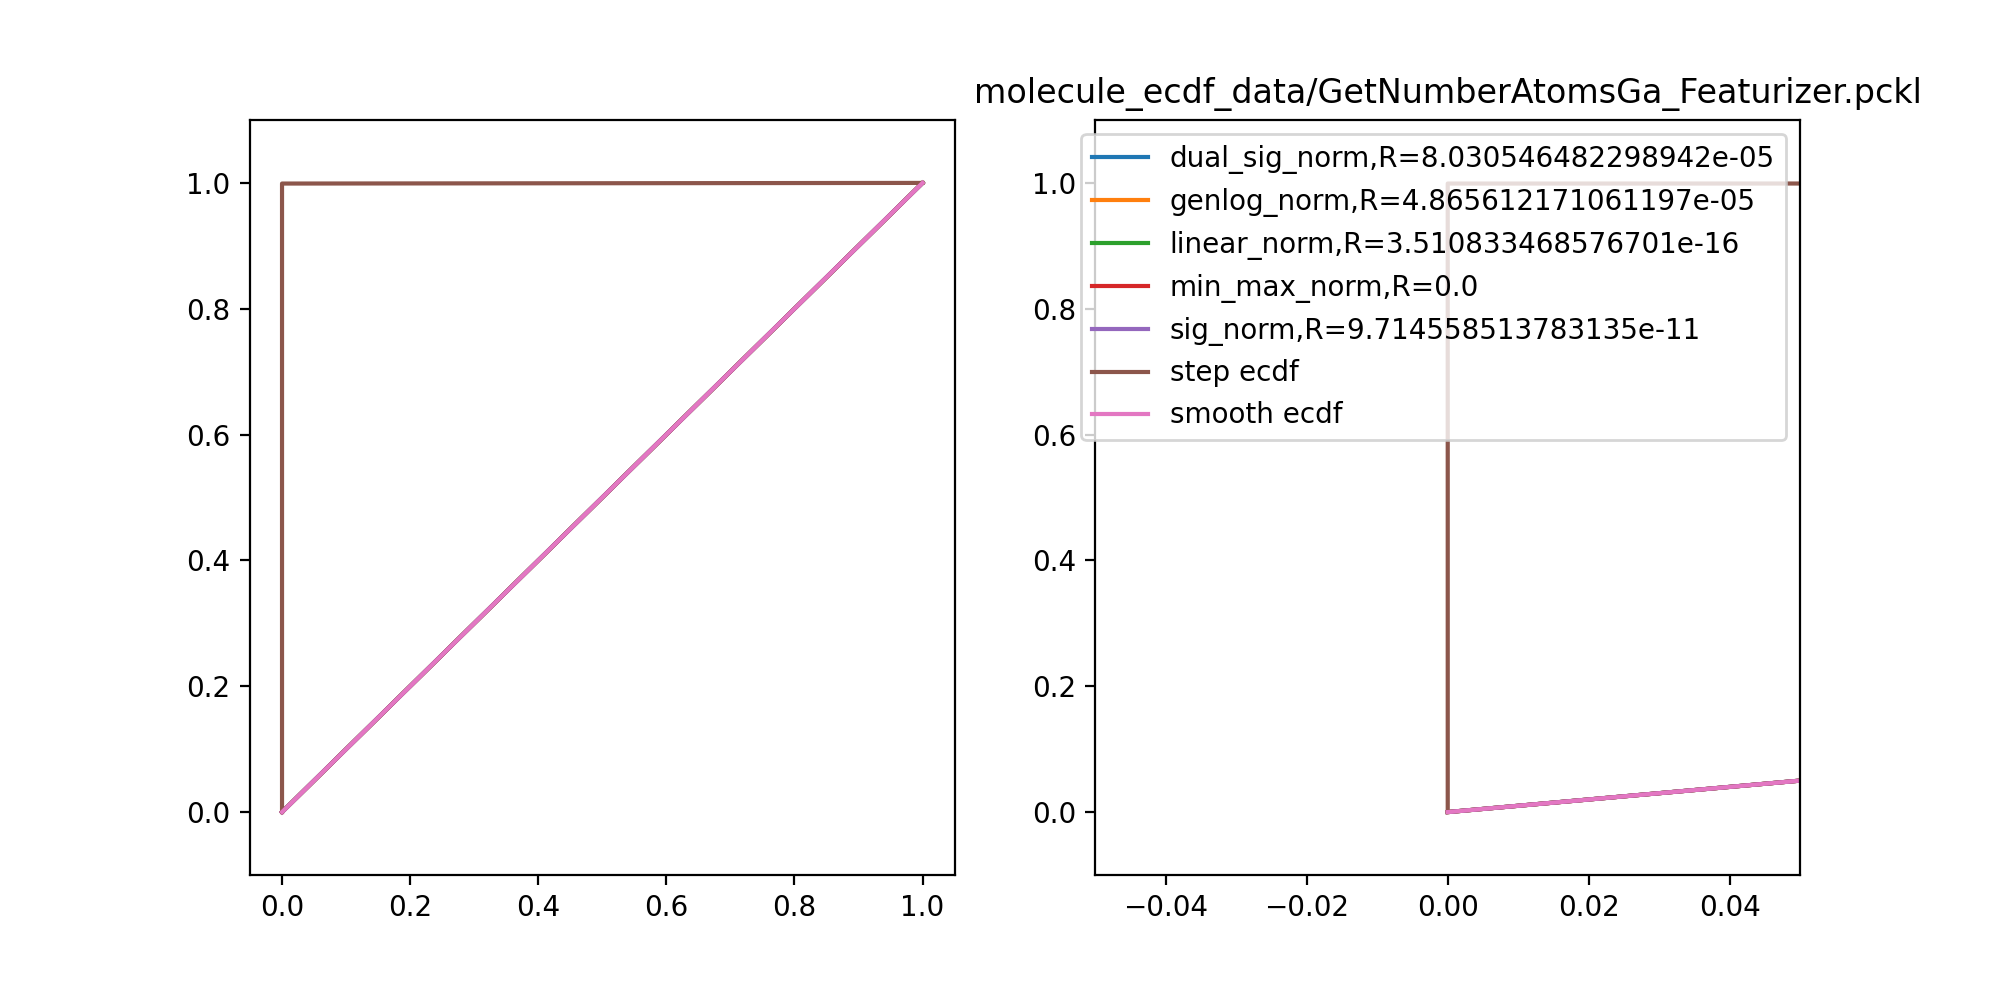 molecule_ecdf_data/GetNumberAtomsGa_Featurizer.pckl
1.0
0.8
0.6
0.4
0.2
0.0
0.0 0.2 0.4 0.6 0.8 1.0
dual_sig_norm,R=8.030546482298942e-05
genlog_norm,R=4.865612171061197e-05
linear_norm,R=3.510833468576701e-16
min_max_norm,R=0.0
sig_norm,R=9.714558513783135e-11
step ecdf
smooth ecdf
1.0
0.8
0.6
0.4
0.2
0.0
−0.04 −0.02 0.00 0.02 0.04